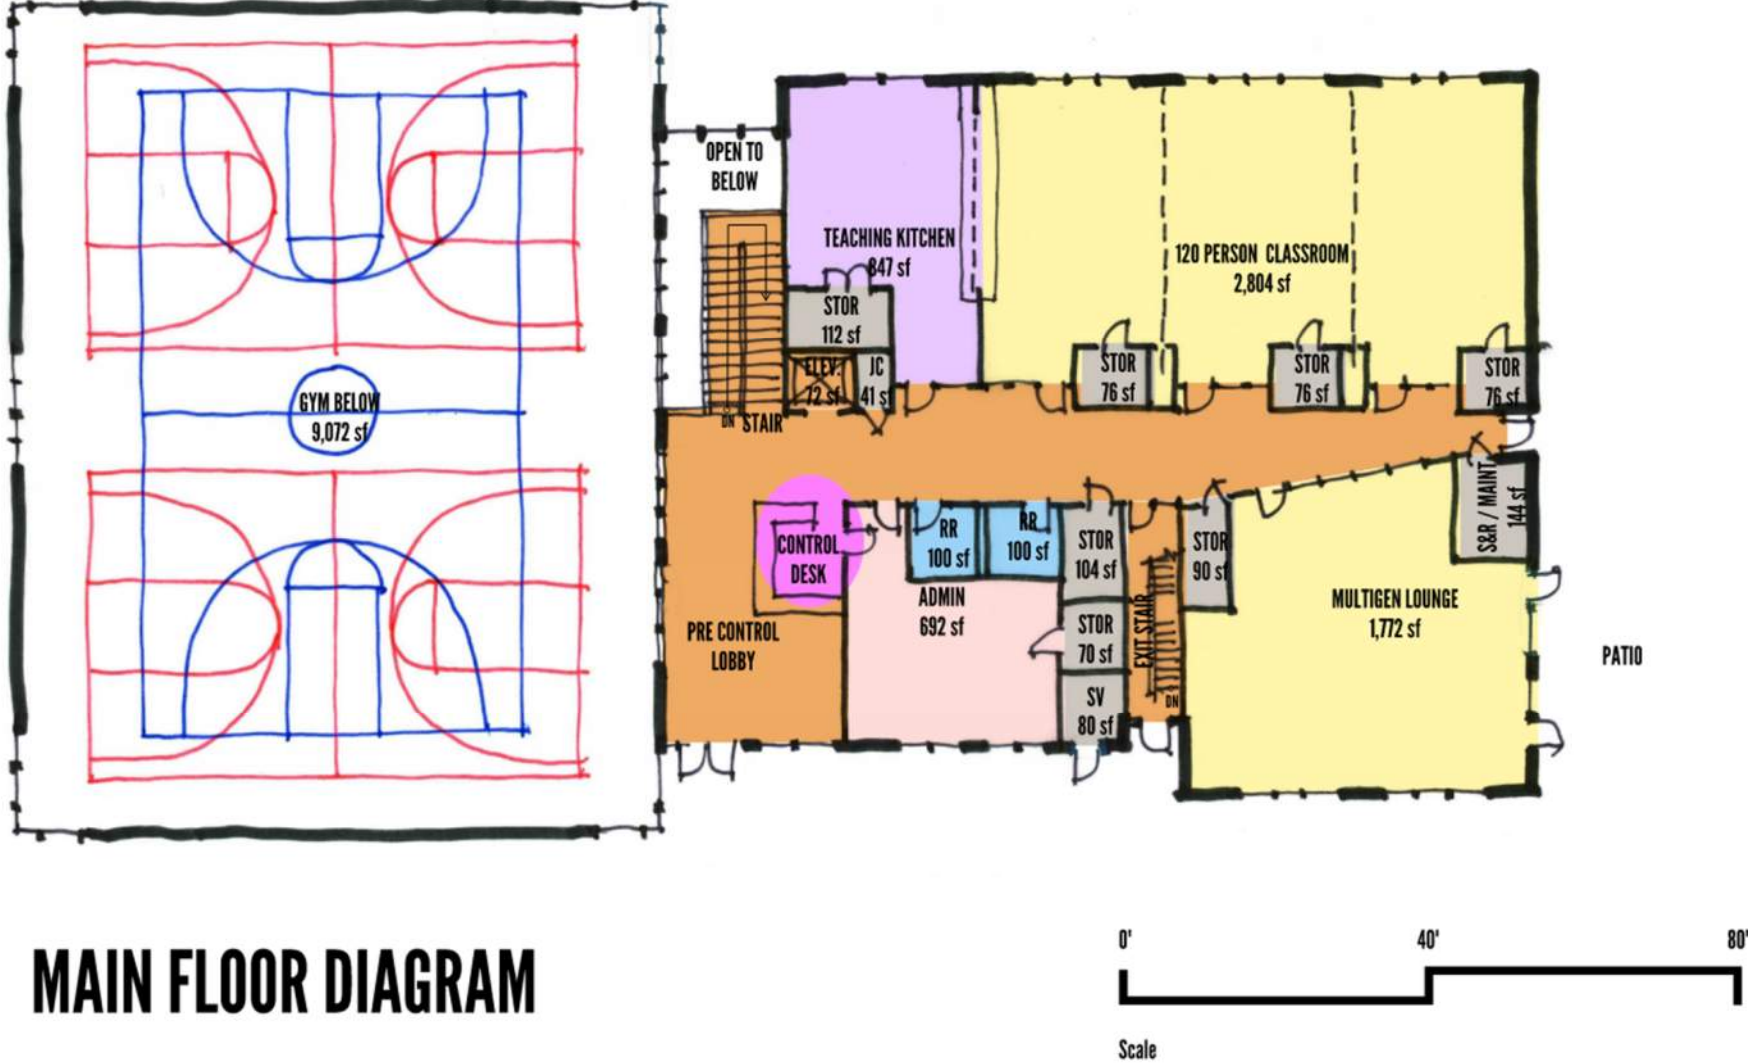 OPEN TO
BELOW
TEACHING KITCHEN
847 sf
120 PERSON CLASSROOM
2,804 sf
STOR
112 sf
ELEV.
72 sf
JC
41 sf
STOR
76 sf
STOR
76 sf
STOR
76 sf
GYM BELOW
9,072 sf
DN
STAIR
CONTROL
DESK
RR
100 sf
RR
100 sf
STOR
104 sf
STOR
90 sf
S&R / MAINT
144 sf
ADMIN
692 sf
EXIT STAIR
MULTIGEN LOUNGE
1,772 sf
PRE CONTROL
LOBBY
STOR
70 sf
PATIO
SV
80 sf
DN
MAIN FLOOR DIAGRAM
0' 40' 80'
Scale